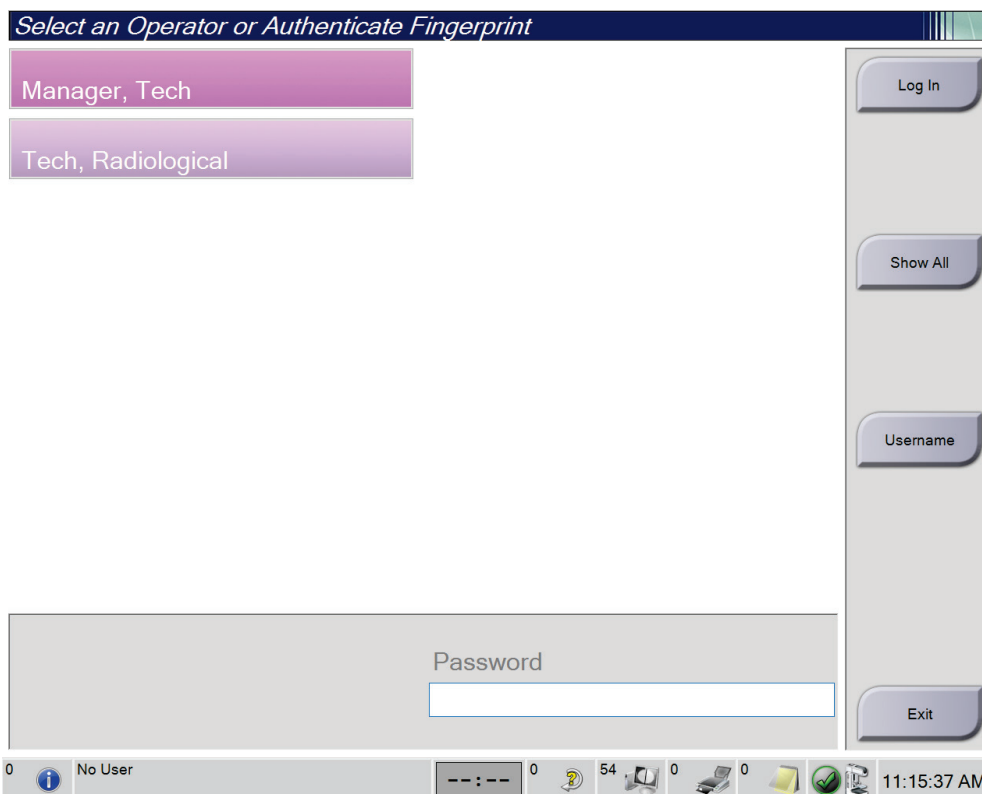 Select an Operator or Authenticate Fingerprint
Manager, Tech
Log In
Tech, Radiological
Show All
Username
Password
Exit
0
No User
--:--
0
54
0
0
11:15:37 AM